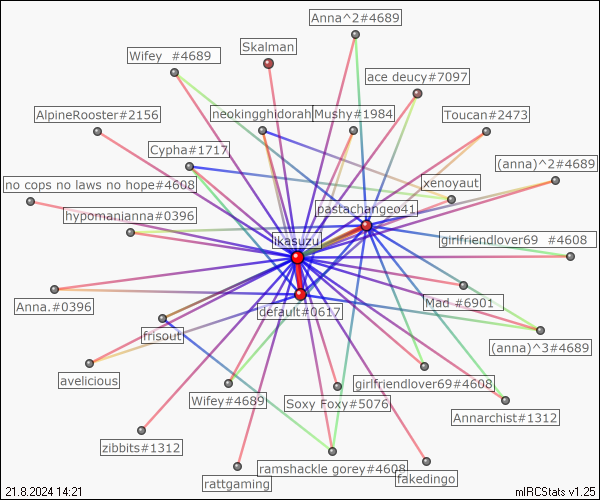 Anna^2#4689
Skalman
Wifey  #4689
ace deucy#7097
AlpineRooster#2156
neokingghidorah
Mushy#1984
Toucan#2473
Cypha#1717
(anna)^2#4689
no cops no laws no hope#4608
xenoyaut
hypomanianna#0396
pastachangeo41
likasuzu
girlfriendlover69  #4608
Anna.#0396
Mad #6901
default#0617
frisout
(anna)^3#4689
avelicious
girlfriendlover69#4608
Wifey#4689
Soxy Foxy#5076
Annarchist#1312
zibbits#1312
ramshackle gorey#4608
rattgaming
fakedingo
21.8.2024 14:21
mIRCStats v1.25